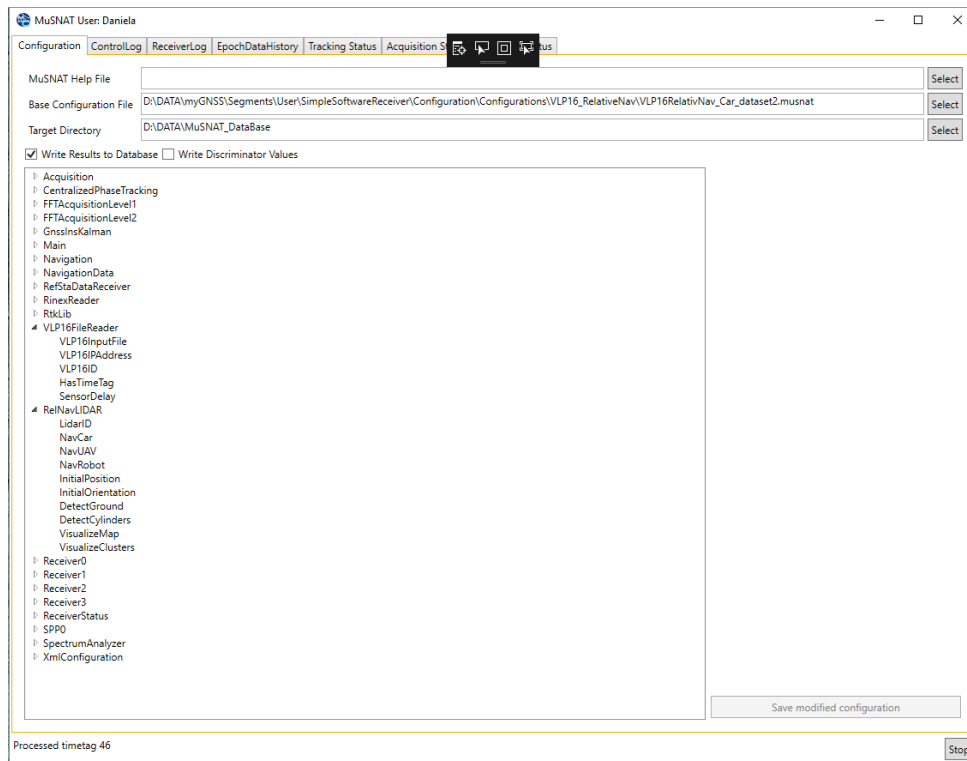 MuSNAT User: Daniela
Configuration ControlLog ReceiverLog EpochDataHistory Tracking Status Acquisition St tus
MuSNAT Help File Select
Base Configuration File D:\DATA\myGNSS\Segments\User\SimpleSoftwareReceiver\Configuration\Configurations\VLP16_RelativeNav\VLP16RelativNav_Car_dataset2.musnat Select
Target Directory D:\DATA\MuSNAT_DataBase Select
Write Results to Database Write Discriminator Values
Acquisition
CentralizedPhaseTracking
FFTAcquisitionLevel1
FFTAcquisitionLevel2
GnssInsKalman
Main
Navigation
NavigationData
RefStaDataReceiver
RinexReader
RtkLib
VLP16FileReader
VLP16InputFile
VLP16IPAddress
VLP16ID
HasTimeTag
SensorDelay
RelNavLIDAR
LidarID
NavCar
NavUAV
NavRobot
InitialPosition
InitialOrientation
DetectGround
DetectCylinders
VisualizeMap
VisualizeClusters
Receiver0
Receiver1
Receiver2
Receiver3
ReceiverStatus
SPP0
SpectrumAnalyzer
XmlConfiguration
Save modified configuration
Processed timetag 46 Stop